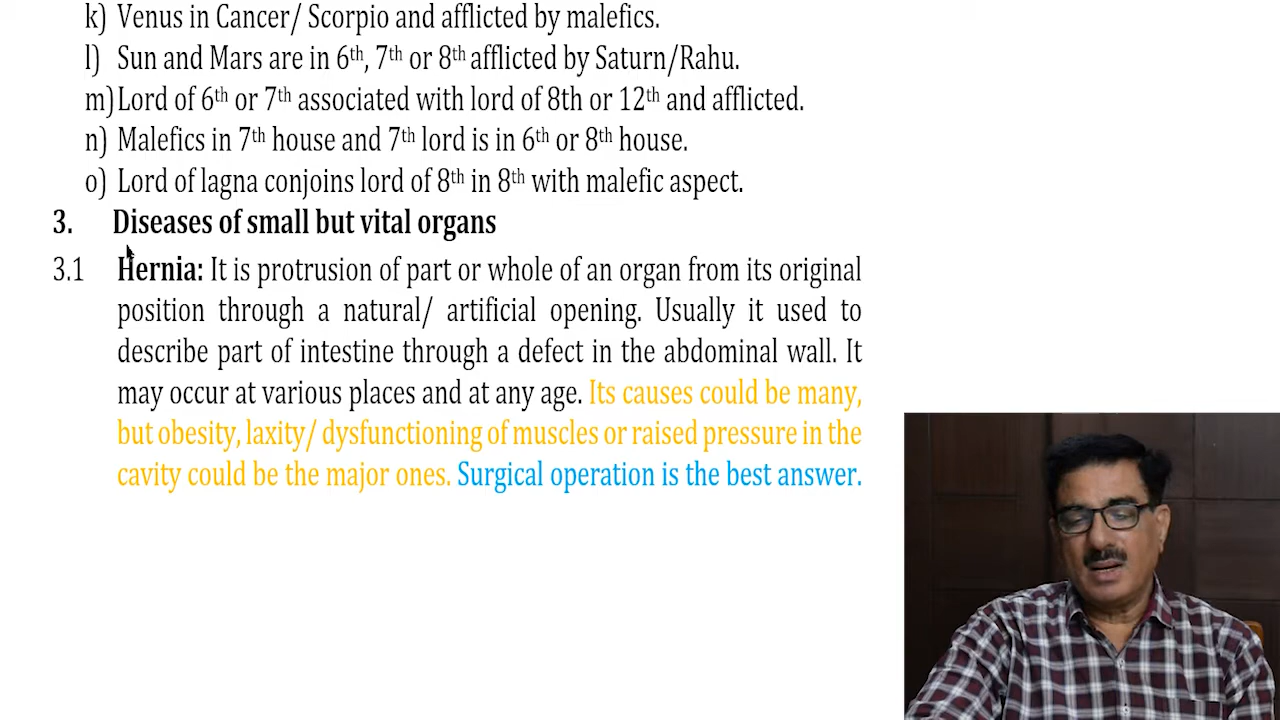 k) Venus in Cancer/ Scorpio and afflicted by malefics.
l) Sun and Mars are in 6th, 7th or 8th afflicted by Saturn/Rahu.
m) Lord of 6th or 7th associated with lord of 8th or 12th and afflicted.
n) Malefics in 7th house and 7th lord is in 6th or 8th house.
o) Lord of lagna conjoins lord of 8th in 8th with malefic aspect.
3. Diseases of small but vital organs
3.1 Hernia: It is protrusion of part or whole of an organ from its original
position through a natural/ artificial opening. Usually it used to
describe part of intestine through a defect in the abdominal wall. It
may occur at various places and at any age. Its causes could be many,
but obesity, laxity/ dysfunctioning of muscles or raised pressure in the
cavity could be the major ones. Surgical operation is the best answer.